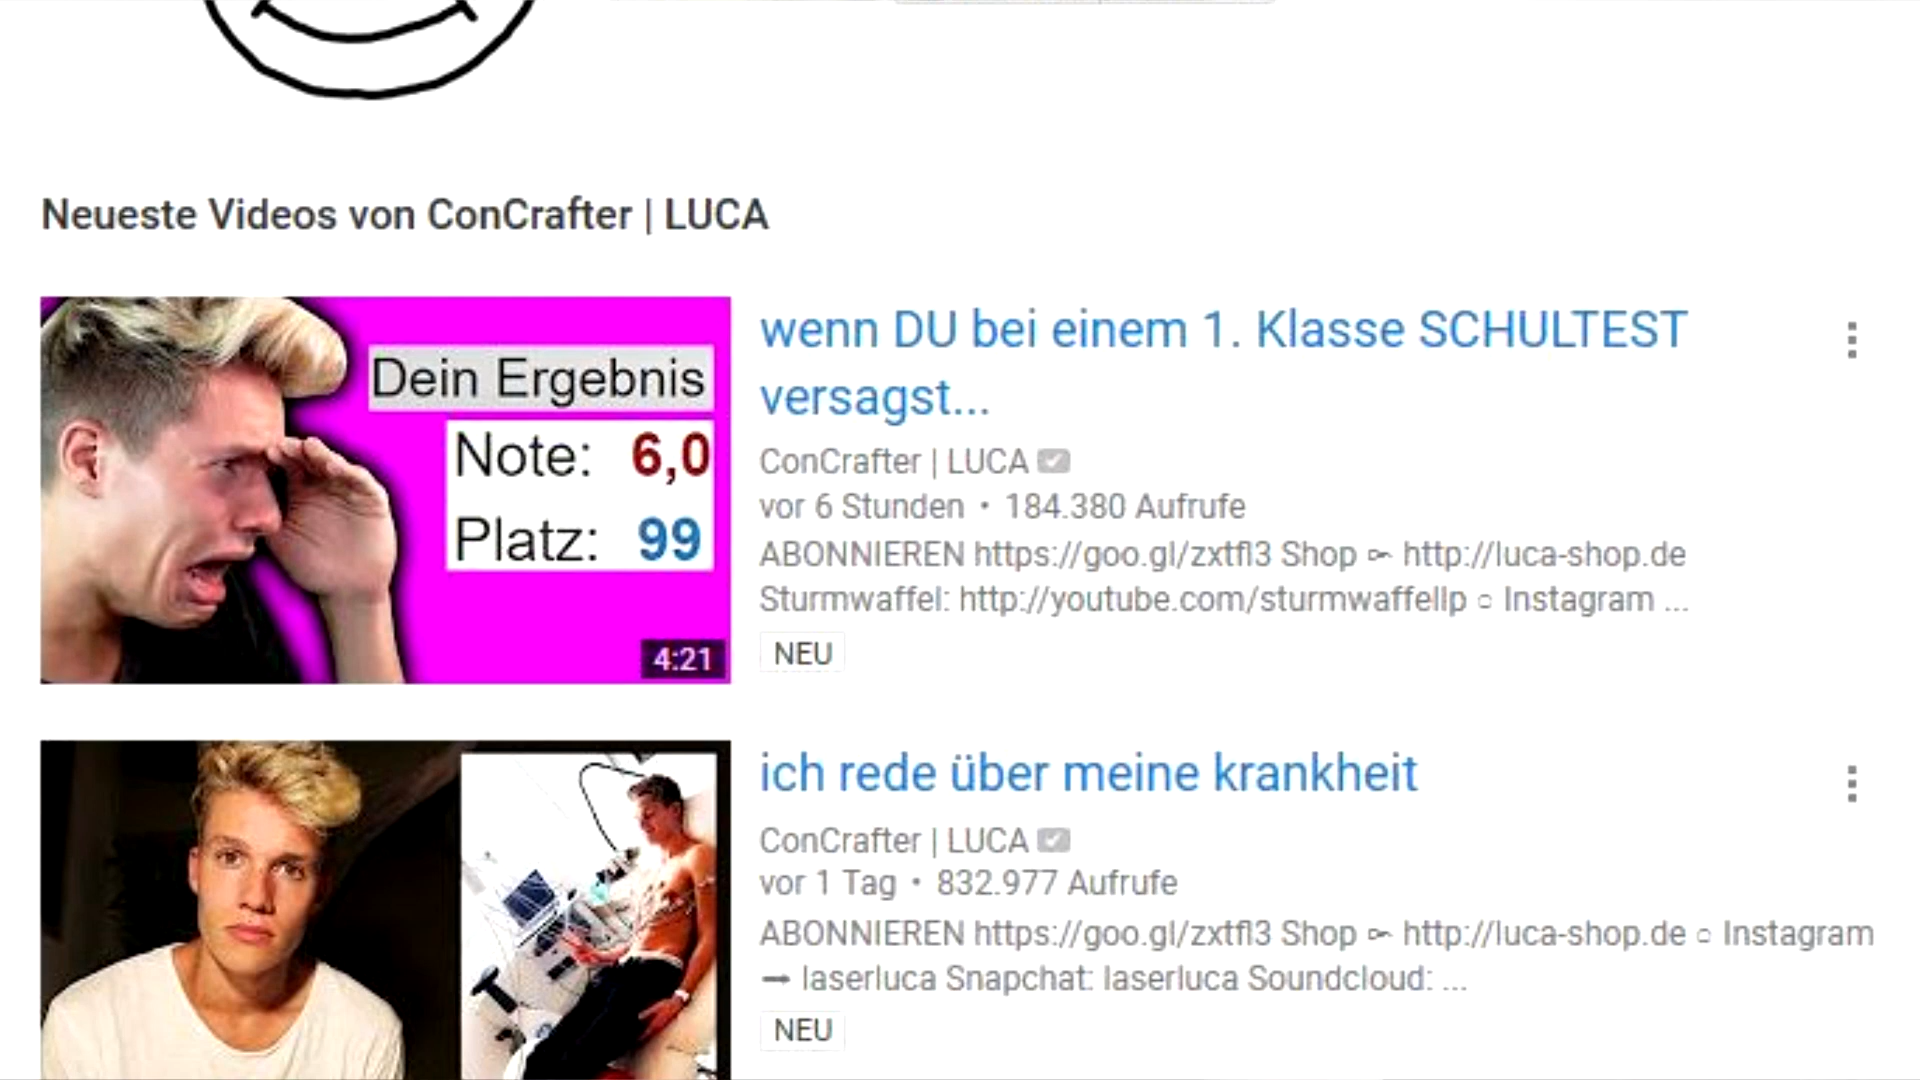 Neueste Videos von ConCrafter | LUCA
Dein Ergebnis
Note: 6,0
Platz: 99
4:21
wenn DU bei einem 1. Klasse SCHULTEST
versagst...
ConCrafter | LUCA
vor 6 Stunden • 184.380 Aufrufe
ABONNIEREN https://goo.gl/zxtfl3 Shop ➳ http://luca-shop.de
Sturmwaffel: http://youtube.com/sturmwaffellp ○ Instagram ...
NEU
ich rede über meine krankheit
ConCrafter | LUCA
vor 1 Tag • 832.977 Aufrufe
ABONNIEREN https://goo.gl/zxtfl3 Shop ➳ http://luca-shop.de ○ Instagram
➞ laserluca Snapchat: laserluca Soundcloud: ...
NEU